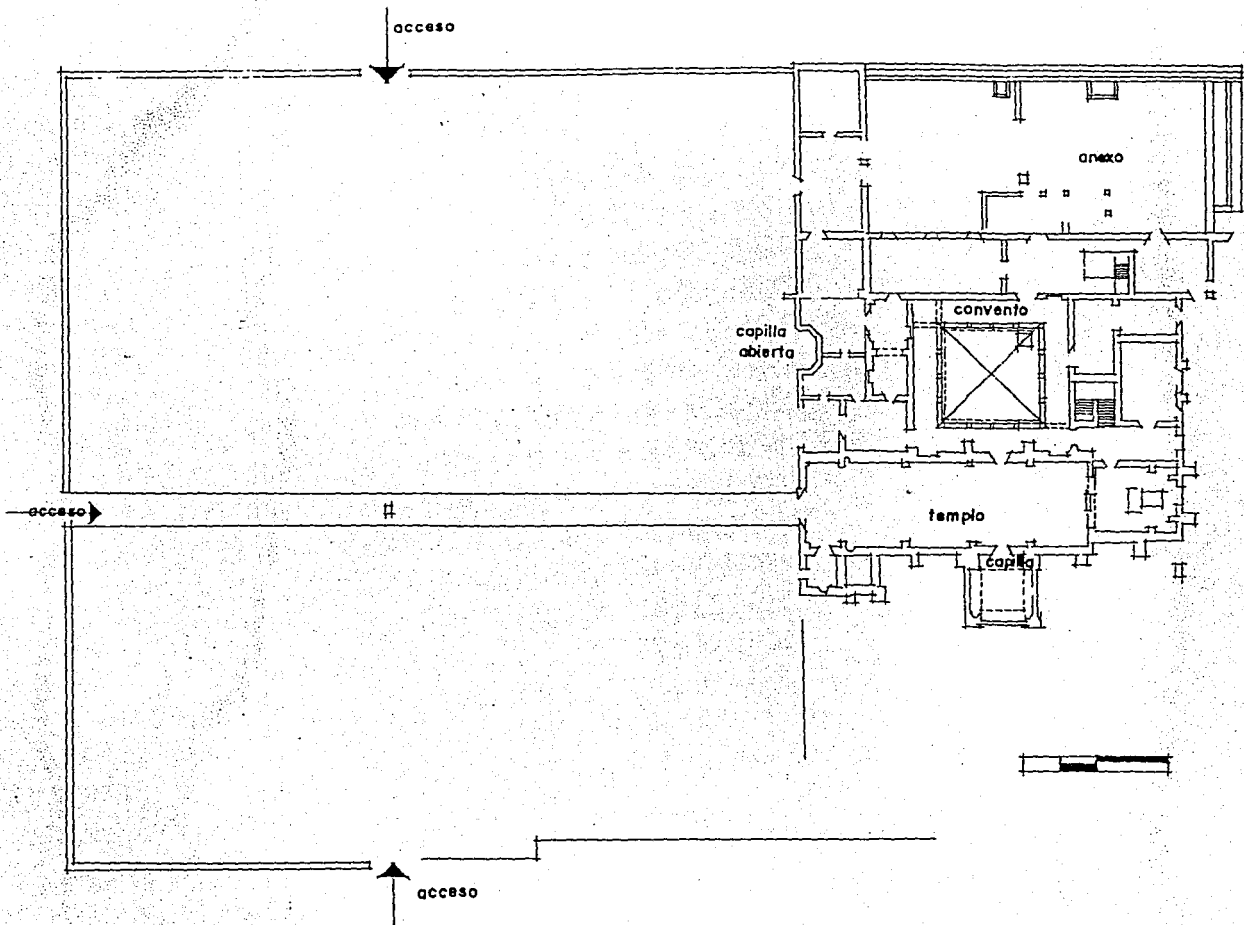 acceso
anexo
convento
capilla
abierta
acceso
templo
capilla
acceso